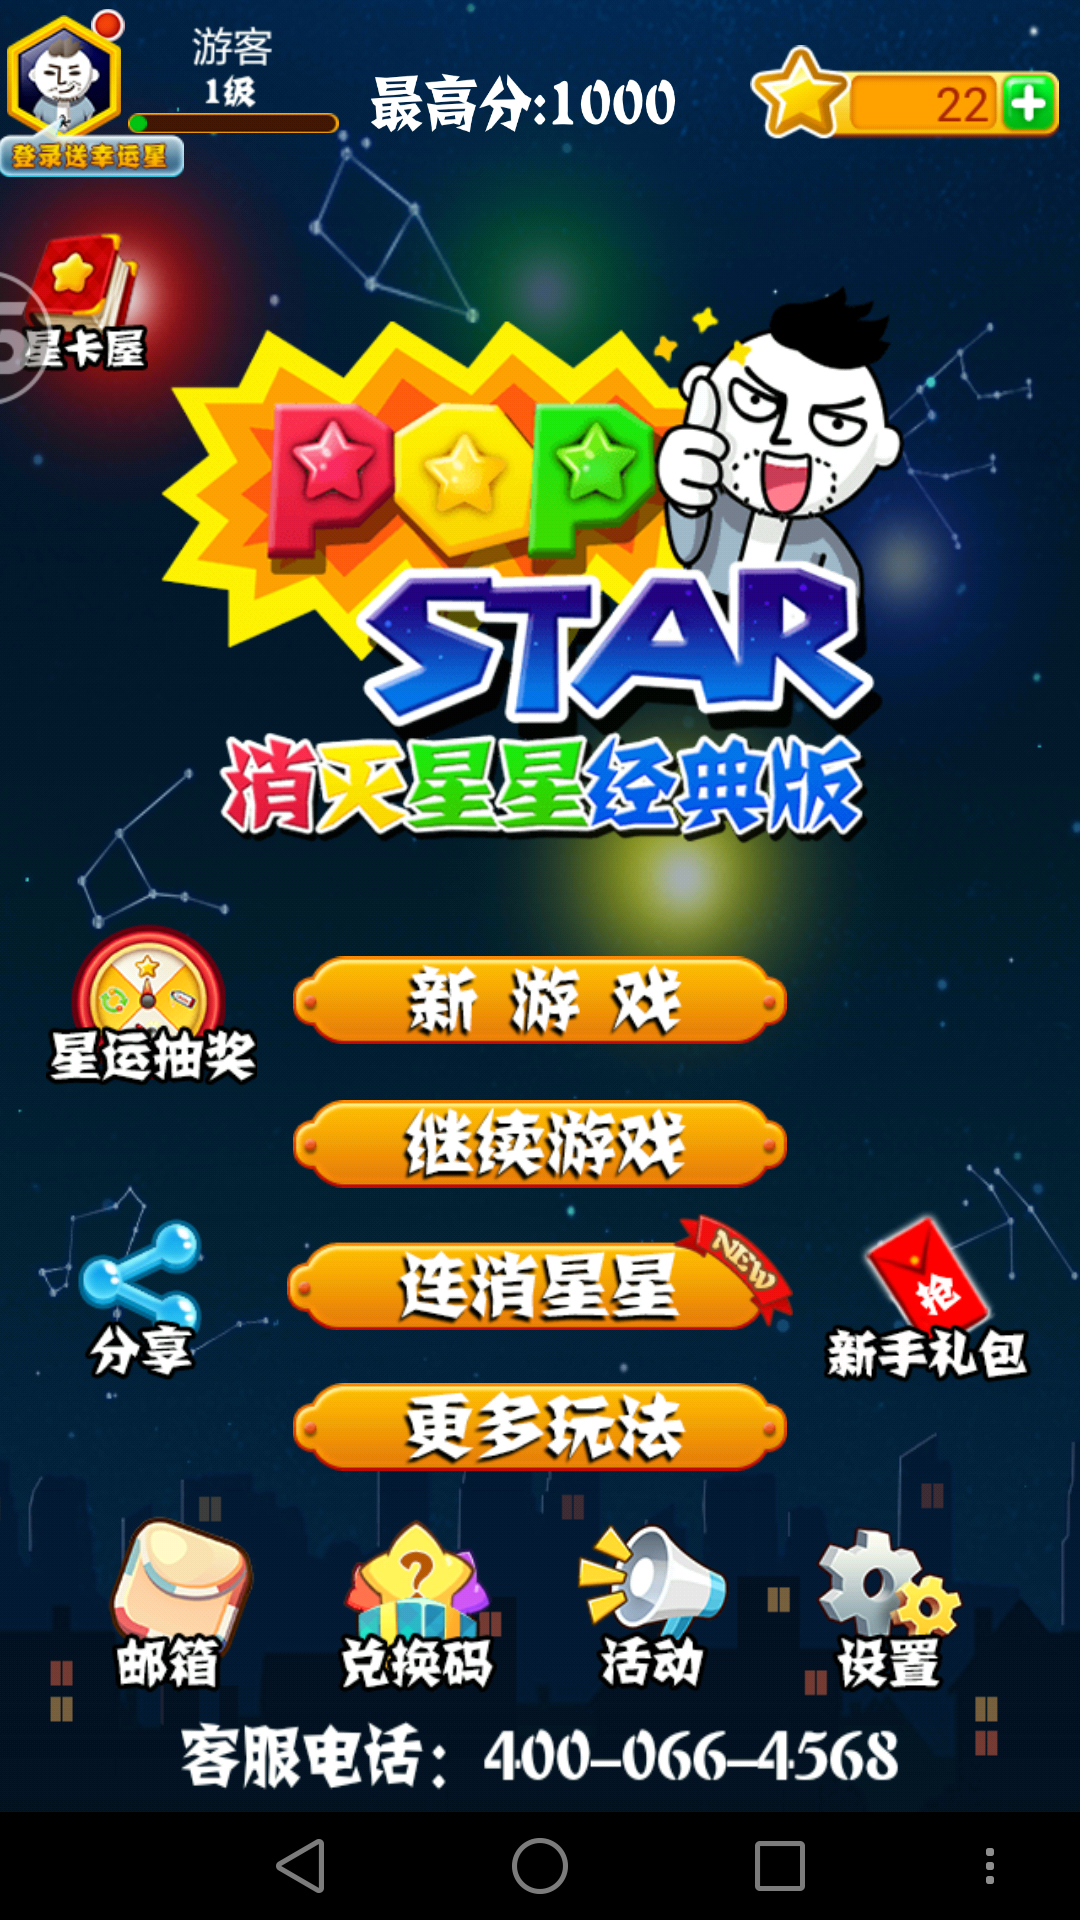 游客
1级
最高分:1000
22
登录送幸运星
星卡屋
POP
STAR
消灭星星经典版
新游戏
星运抽奖
继续游戏
连消星星
NEW
分享
抢
新手礼包
更多玩法
?
邮箱
兑换码
活动
设置
客服电话：400-066-4568